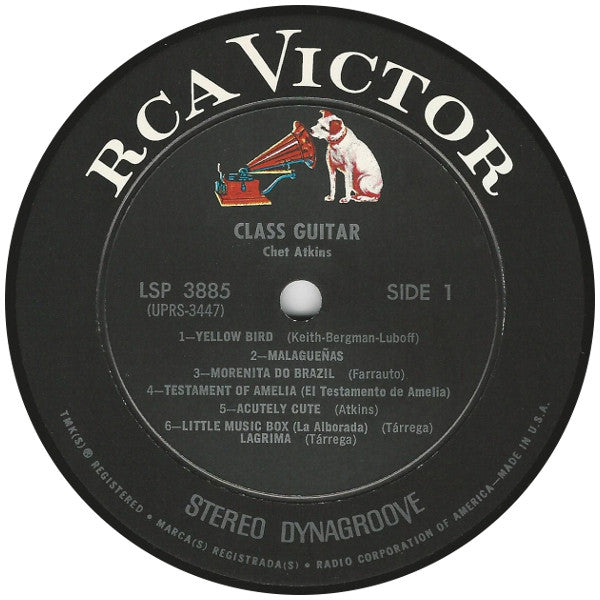 RCA VICTOR
CLASS GUITAR
Chet Atkins
LSP 3885
(UPRS-3447)
SIDE 1
1—YELLOW BIRD (Keith-Bergman-Luboff)
2—MALAGUEÑAS
3—MORENITA DO BRAZIL (Farrauto)
4—TESTAMENT OF AMELIA (El Testamento de Amelia)
5—ACUTELY CUTE (Atkins)
6—LITTLE MUSIC BOX (La Alborada) (Tárrega)
LAGRIMA (Tárrega)
STEREO DYNAGROOVE
TMK(S) ® REGISTERED • MARCA(S) REGISTRADA(S) • RADIO CORPORATION OF AMERICA—MADE IN U.S.A.